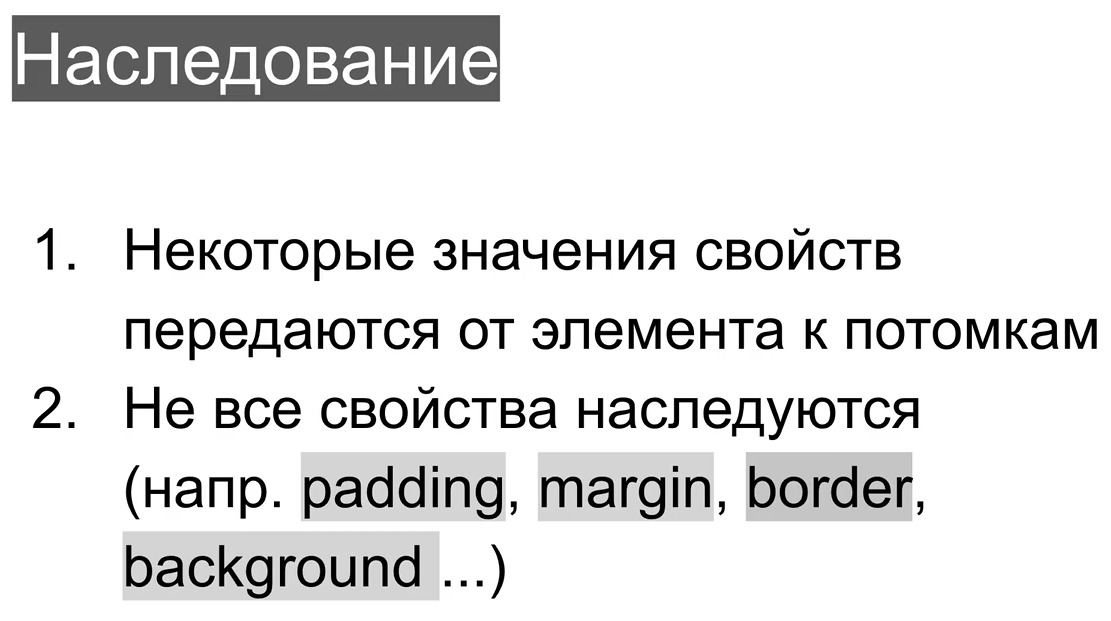 Наследование
1. Некоторые значения свойств
передаются от элемента к потомкам
2. Не все свойства наследуются
(напр. padding, margin, border,
background ...)